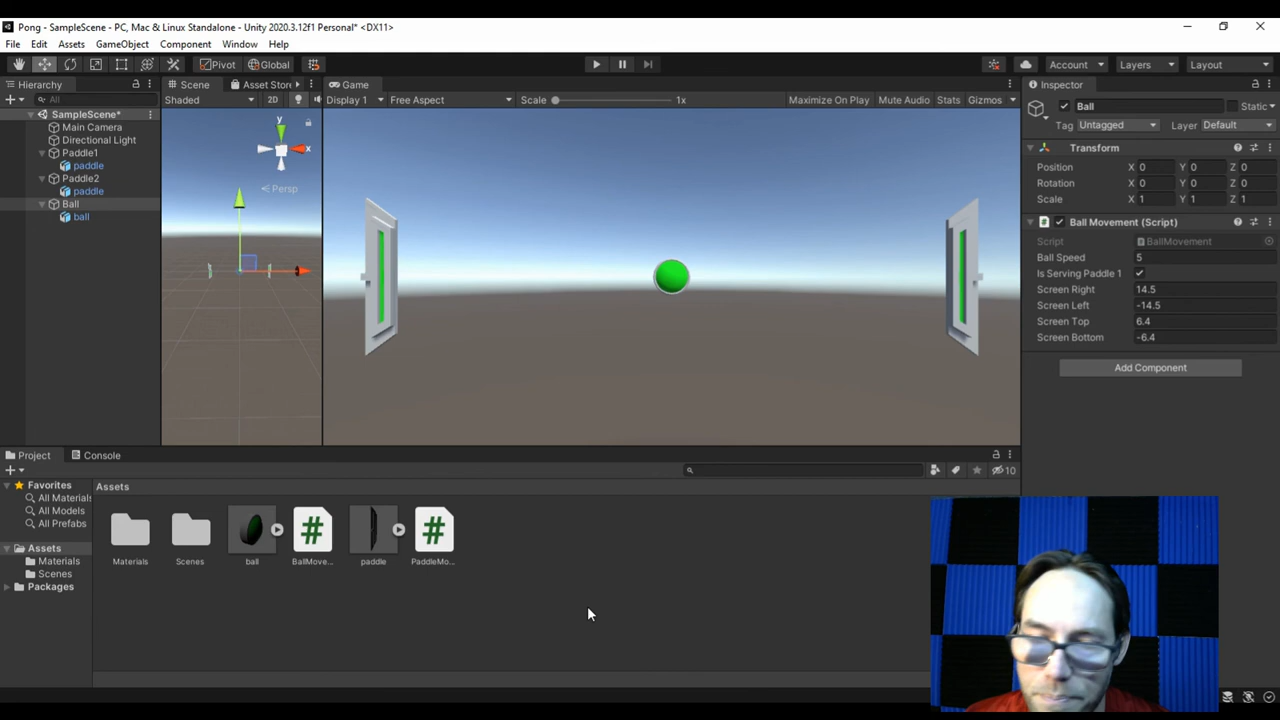 Pong - SampleScene - PC, Mac & Linux Standalone - Unity 2020.3.12f1 Personal* <DX11>
File Edit Assets GameObject Component Window Help
Pivot Global Account Layers Layout
Hierarchy Scene Asset Store Game Inspector
All Shaded 2D Display 1 Free Aspect Scale 1x Maximize On Play Mute Audio Stats Gizmos Ball Static
SampleScene*
Main Camera
Directional Light
Paddle1
paddle
Paddle2
paddle
Ball
ball
y
x
Persp
Tag Untagged Layer Default
Transform
Position X 0 Y 0 Z 0
Rotation X 0 Y 0 Z 0
Scale X 1 Y 1 Z 1
# Ball Movement (Script)
Script BallMovement
Ball Speed 5
Is Serving Paddle 1
Screen Right 14.5
Screen Left -14.5
Screen Top 6.4
Screen Bottom -6.4
Add Component
Project Console
10
Favorites
All Materials
All Models
All Prefabs
Assets
Materials
Scenes
Packages
Assets
# #
Materials Scenes ball BallMove... paddle PaddleMo...